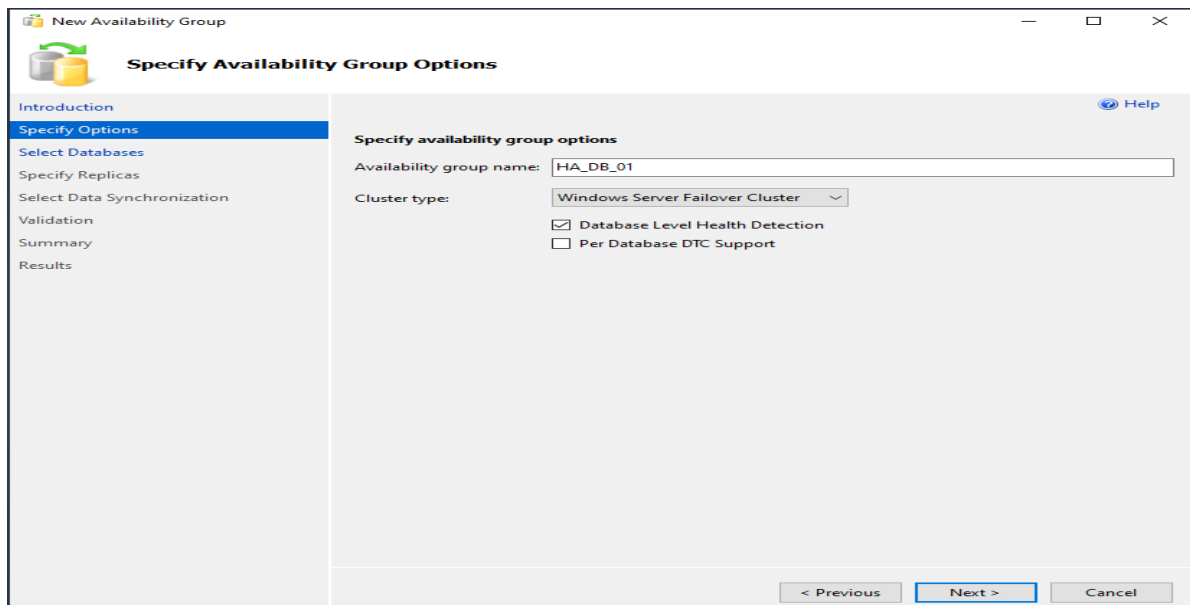 New Availability Group
Specify Availability Group Options
Introduction
Specify Options
Select Databases
Specify Replicas
Select Data Synchronization
Validation
Summary
Results
Help
Specify availability group options
Availability group name: HA_DB_01
Cluster type: Windows Server Failover Cluster
Database Level Health Detection
Per Database DTC Support
< Previous Next > Cancel